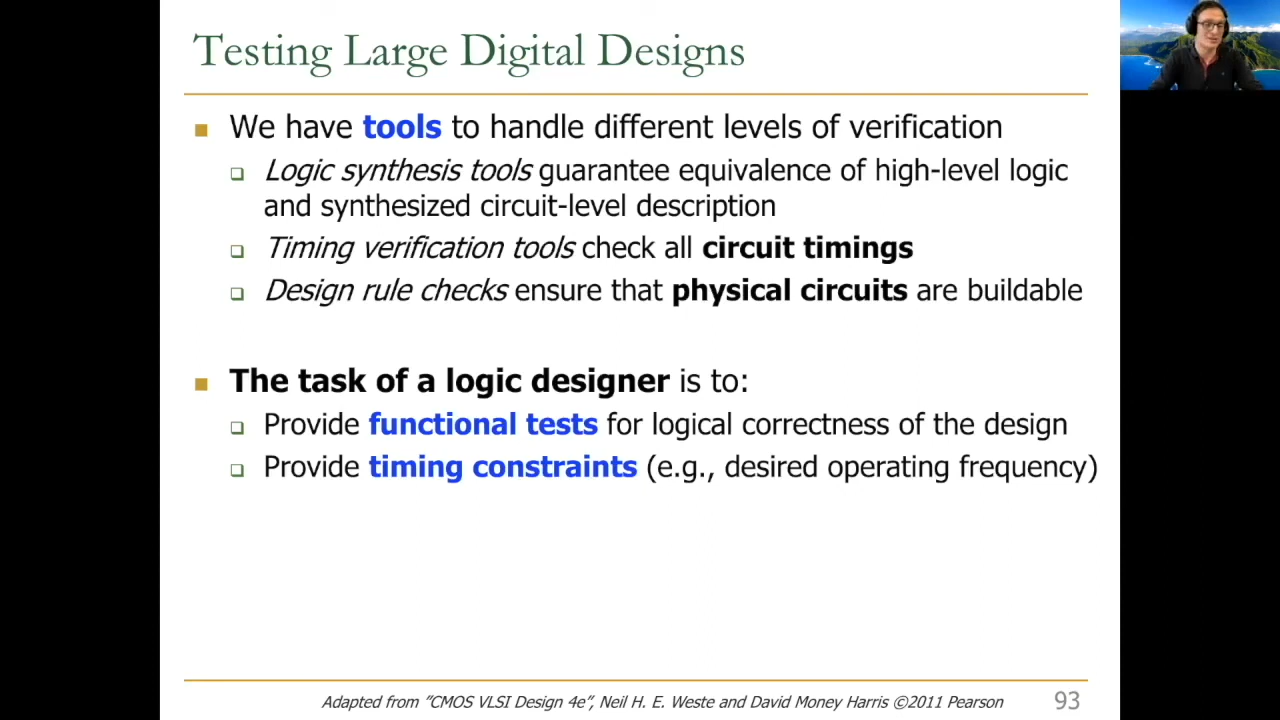 Testing Large Digital Designs
We have tools to handle different levels of verification
Logic synthesis tools guarantee equivalence of high-level logic
and synthesized circuit-level description
Timing verification tools check all circuit timings
Design rule checks ensure that physical circuits are buildable
The task of a logic designer is to:
Provide functional tests for logical correctness of the design
Provide timing constraints (e.g., desired operating frequency)
Adapted from ”CMOS VLSI Design 4e”, Neil H. E. Weste and David Money Harris ©2011 Pearson
93